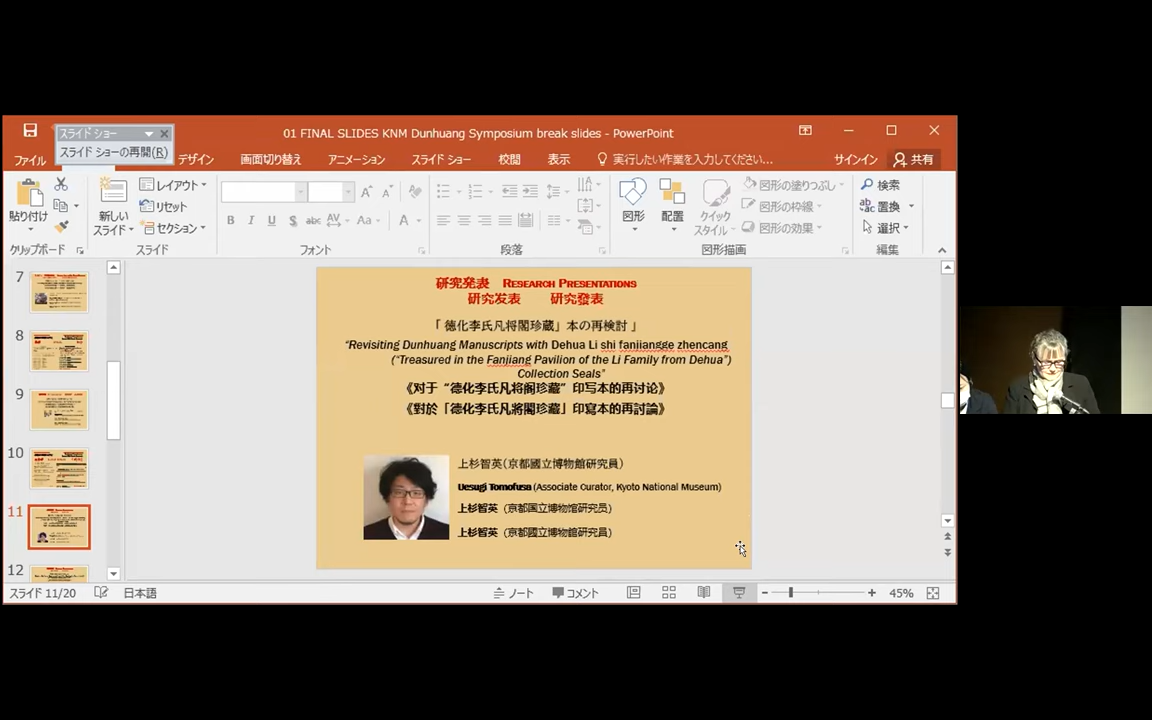 スライド ショー
スライド ショーの再開(R)
01 FINAL SLIDES KNM Dunhuang Symposium break slides - PowerPoint
ファイル
デザイン
画面切り替え
アニメーション
スライド ショー
校閲
表示
実行したい作業を入力してください...
サインイン
共有
貼り付け
新しい
スライド
レイアウト
リセット
セクション
B I U S abc AV Aa A
図形
配置
クイック
スタイル
図形の塗りつぶし
図形の枠線
図形の効果
検索
置換
選択
クリップボード
スライド
フォント
段落
図形描画
編集
7
8
9
10
11
12
研究発表 RESEARCH PRESENTATIONS
研究发表 研究發表
「 德化李氏凡将閣珍蔵」本の再検討 」
“Revisiting Dunhuang Manuscripts with Dehua Li shi fanjiangge zhencang
(“Treasured in the Fanjiang Pavilion of the Li Family from Dehua”)
Collection Seals”
《对于“德化李氏凡将阁珍藏”印写本的再讨论》
《對於「德化李氏凡將閣珍藏」印寫本的再討論》
上杉智英(京都國立博物館研究員)
Uesugi Tomofusa (Associate Curator, Kyoto National Museum)
上杉智英 (京都国立博物馆研究员)
上杉智英 (京都國立博物館研究員)
スライド 11/20
日本語
ノート
コメント
45%